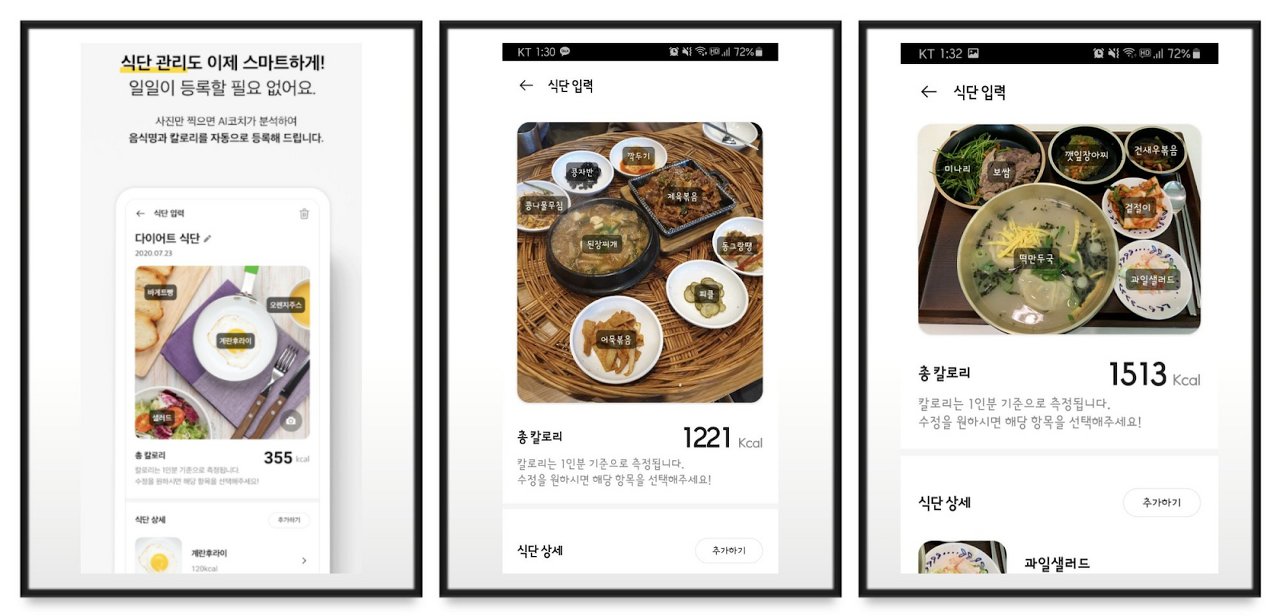 식단 관리도 이제 스마트하게!
일일이 등록할 필요 없어요.
사진만 찍으면 AI코치가 분석하여
음식명과 칼로리를 자동으로 등록해 드립니다.
← 식단 입력
다이어트 식단
2020.07.23
바게트빵
오렌지주스
계란후라이
샐러드
총 칼로리 355 kcal
칼로리는 1인분 기준으로 측정됩니다.
수정을 원하시면 해당 항목을 선택해주세요!
식단 상세 추가하기
계란후라이
120kcal
KT 1:30 72%
← 식단 입력
깍두기
콩자반
제육볶음
콩나물무침
된장찌개
동그랑땡
피클
어묵볶음
총 칼로리 1221 Kcal
칼로리는 1인분 기준으로 측정됩니다.
수정을 원하시면 해당 항목을 선택해주세요!
식단 상세 추가하기
KT 1:32 72%
← 식단 입력
건새우볶음
깻잎장아찌
미나리
보쌈
겉절이
떡만두국
과일샐러드
총 칼로리 1513 Kcal
칼로리는 1인분 기준으로 측정됩니다.
수정을 원하시면 해당 항목을 선택해주세요!
식단 상세 추가하기
과일샐러드